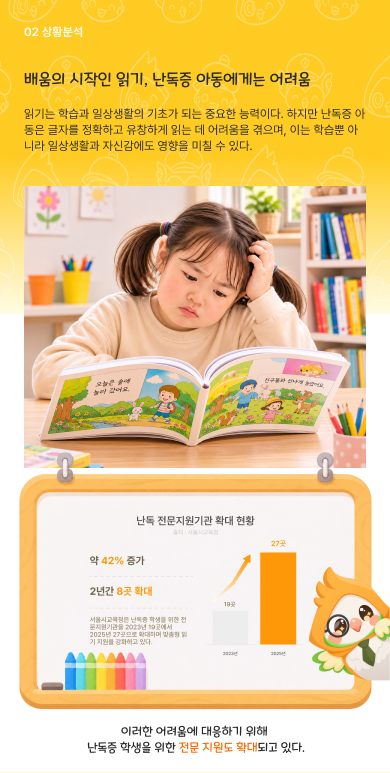 02 상황분석
배움의 시작인 읽기, 난독증 아동에게는 어려움
읽기는 학습과 일상생활의 기초가 되는 중요한 능력이다. 하지만 난독증 아
동은 글자를 정확하고 유창하게 읽는 데 어려움을 겪으며, 이는 학습뿐 아
니라 일상생활과 자신감에도 영향을 미칠 수 있다.
오늘은 숲에
놀러 갔어요.
친구들과 신나게 놀았어요.
난독 전문지원기관 확대 현황
출처 : 서울시교육청
약 42% 증가
2년간 8곳 확대
서울시교육청은 난독증 학생을 위한 전
문지원기관을 2023년 19곳에서
2025년 27곳으로 확대하며 맞춤형 읽
기 지원을 강화하고 있다.
27곳
19곳
2023년
2025년
이러한 어려움에 대응하기 위해
난독증 학생을 위한 전문 지원도 확대되고 있다.